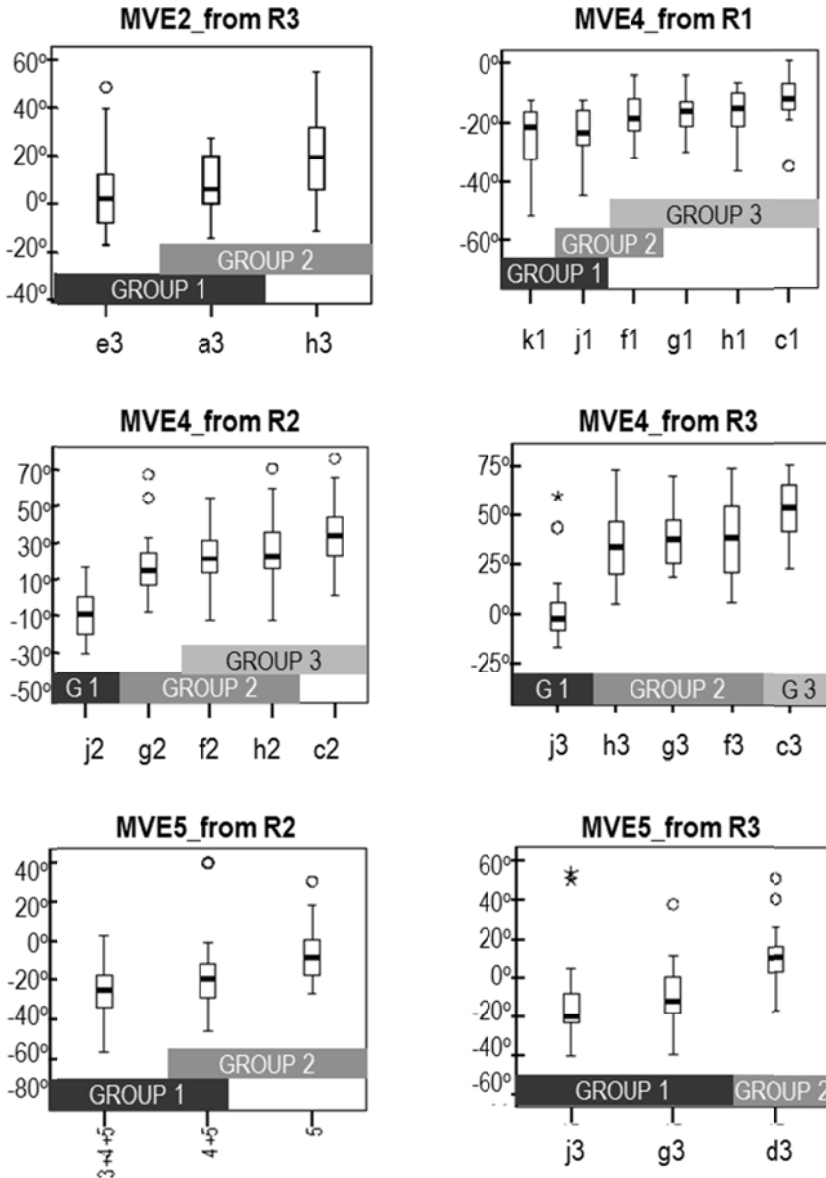 MVE2_from R3
60º
40º
20º
0º
-20º
-40º
GROUP 2
GROUP 1
e3 a3 h3
MVE4_from R1
0º
-20º
-40º
-60º
GROUP 3
GROUP 2
GROUP 1
k1 j1 f1 g1 h1 c1
MVE4_from R2
70º
50º
30º
10º
-10º
-30º
-50º
GROUP 3
G 1 GROUP 2
j2 g2 f2 h2 c2
MVE4_from R3
75º
50º
25º
0º
-25º
G 1 GROUP 2 G 3
j3 h3 g3 f3 c3
MVE5_from R2
40º
20º
0º
-20º
-40º
-60º
-80º
GROUP 2
GROUP 1
3+4+5 4+5 5
MVE5_from R3
60º
40º
20º
0º
-20º
-40º
-60º
GROUP 1 GROUP 2
j3 g3 d3